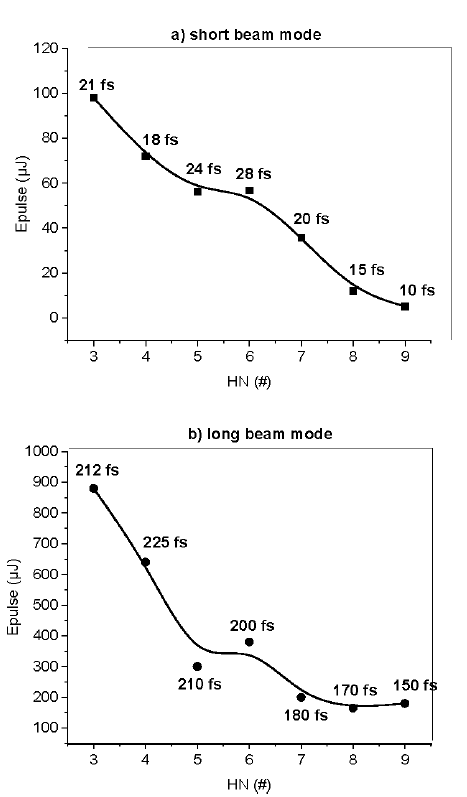 a) short beam mode
120
100
80
60
40
20
0
Epulse (μJ)
21 fs
18 fs
24 fs
28 fs
20 fs
15 fs
10 fs
3 4 5 6 7 8 9
HN (#)
b) long beam mode
1000
900
800
700
600
500
400
300
200
100
Epulse (μJ)
212 fs
225 fs
210 fs
200 fs
180 fs
170 fs
150 fs
3 4 5 6 7 8 9
HN (#)